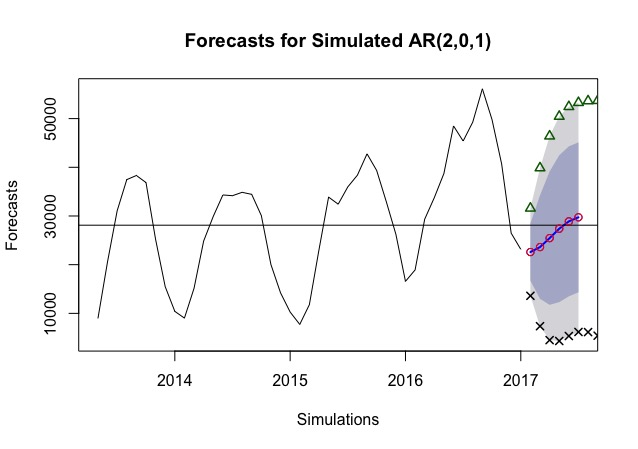 Forecasts for Simulated AR(2,0,1)
Forecasts
50000
30000
10000
2014 2015 2016 2017
Simulations